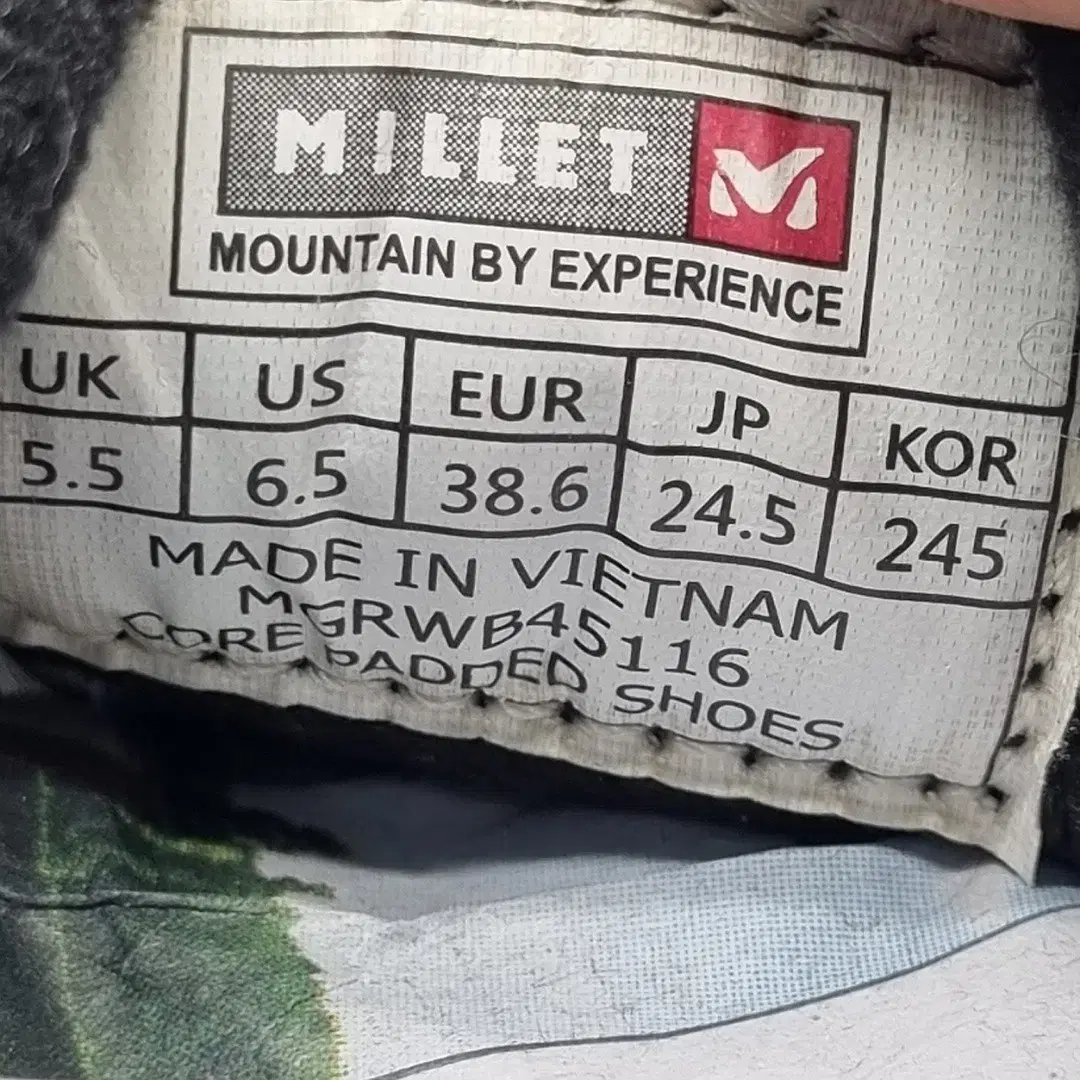 MILLET
MOUNTAIN BY EXPERIENCE
UK US EUR JP KOR
5.5 6.5 38.6 24.5 245
MADE IN VIETNAM
MGRWB45116
CORE PADDED SHOES